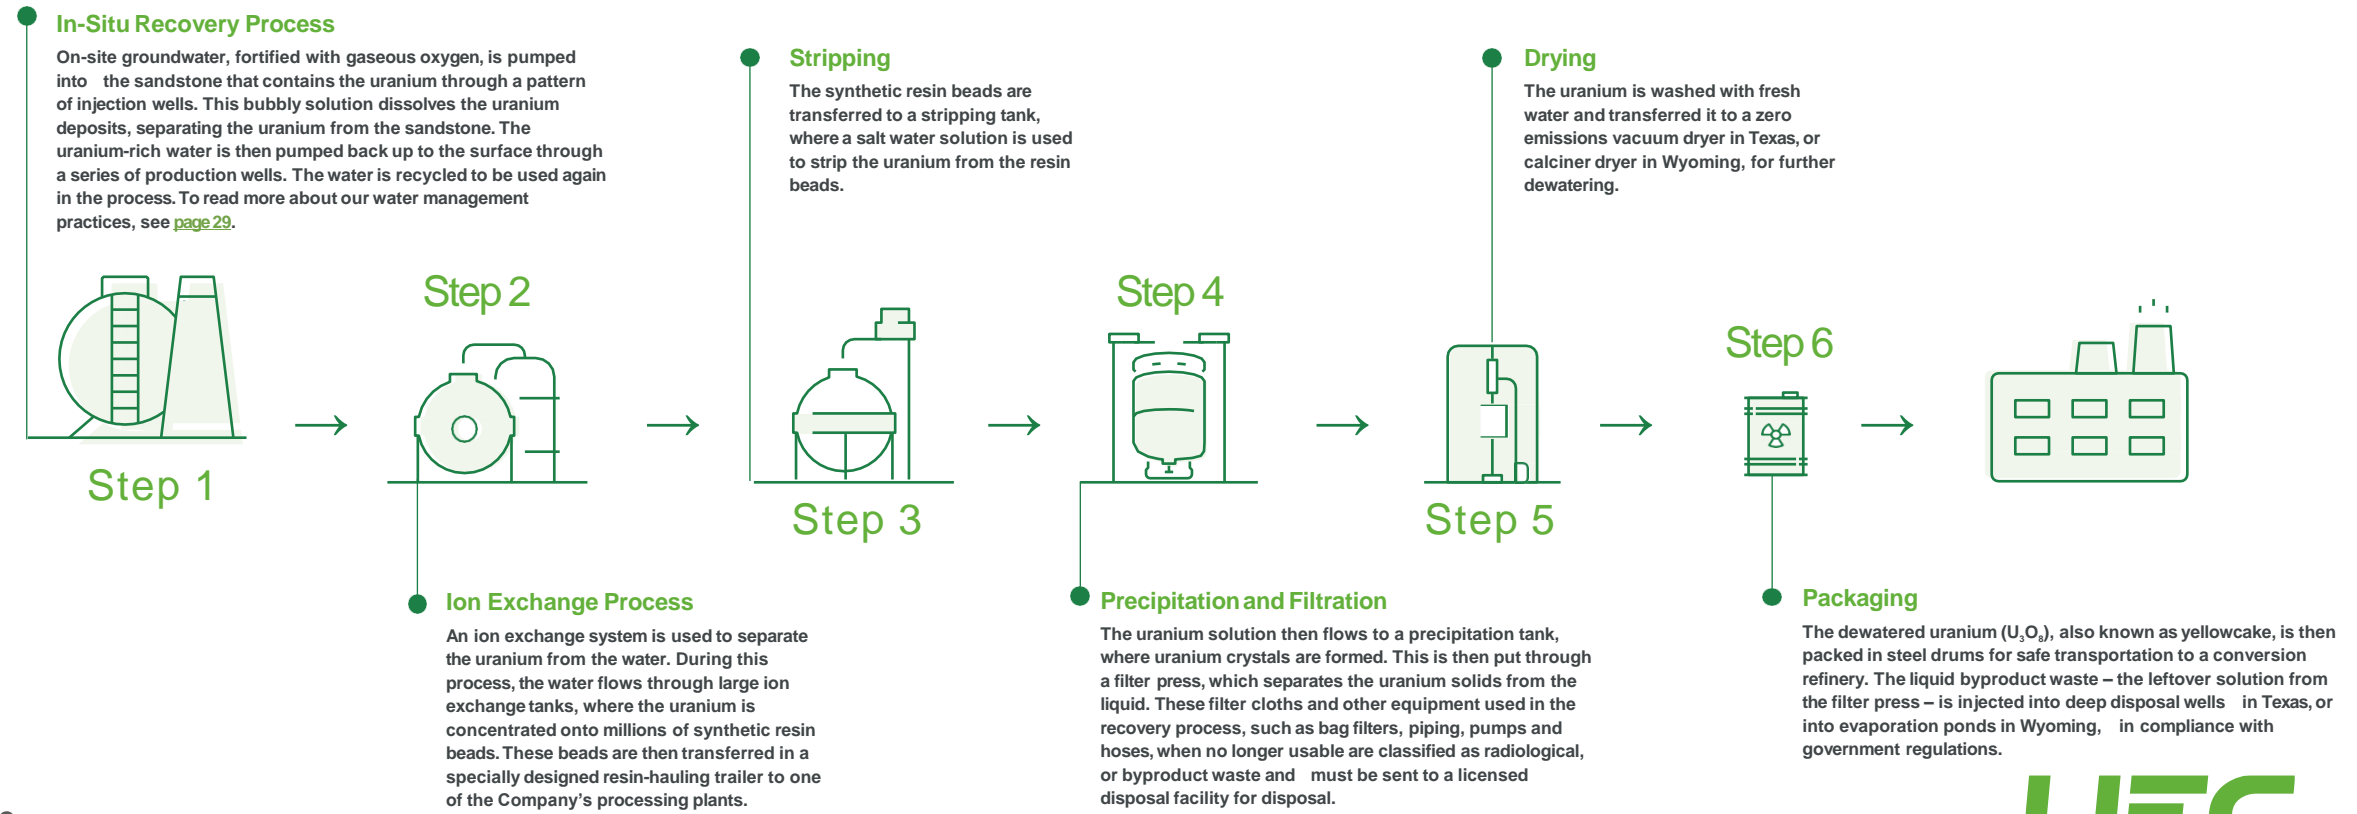 In-Situ Recovery Process
On-site groundwater, fortified with gaseous oxygen, is pumped
into the sandstone that contains the uranium through a pattern
of injection wells. This bubbly solution dissolves the uranium
deposits, separating the uranium from the sandstone. The
uranium-rich water is then pumped back up to the surface through
a series of production wells. The water is recycled to be used again
in the process. To read more about our water management
practices, see page 29.
Step 1
Step 2
Ion Exchange Process
An ion exchange system is used to separate
the uranium from the water. During this
process, the water flows through large ion
exchange tanks, where the uranium is
concentrated onto millions of synthetic resin
beads. These beads are then transferred in a
specially designed resin-hauling trailer to one
of the Company's processing plants.
Stripping
The synthetic resin beads are
transferred to a stripping tank,
where a salt water solution is used
to strip the uranium from the resin
beads.
Step 3
Step 4
Precipitation and Filtration
The uranium solution then flows to a precipitation tank,
where uranium crystals are formed. This is then put through
a filter press, which separates the uranium solids from the
liquid. These filter cloths and other equipment used in the
recovery process, such as bag filters, piping, pumps and
hoses, when no longer usable are classified as radiological,
or byproduct waste and must be sent to a licensed
disposal facility for disposal.
Drying
The uranium is washed with fresh
water and transferred it to a zero
emissions vacuum dryer in Texas, or
calciner dryer in Wyoming, for further
dewatering.
Step 5
Step 6
Packaging
The dewatered uranium (U₃O₈), also known as yellowcake, is then
packed in steel drums for safe transportation to a conversion
refinery. The liquid byproduct waste – the leftover solution from
the filter press – is injected into deep disposal wells in Texas, or
into evaporation ponds in Wyoming, in compliance with
government regulations.